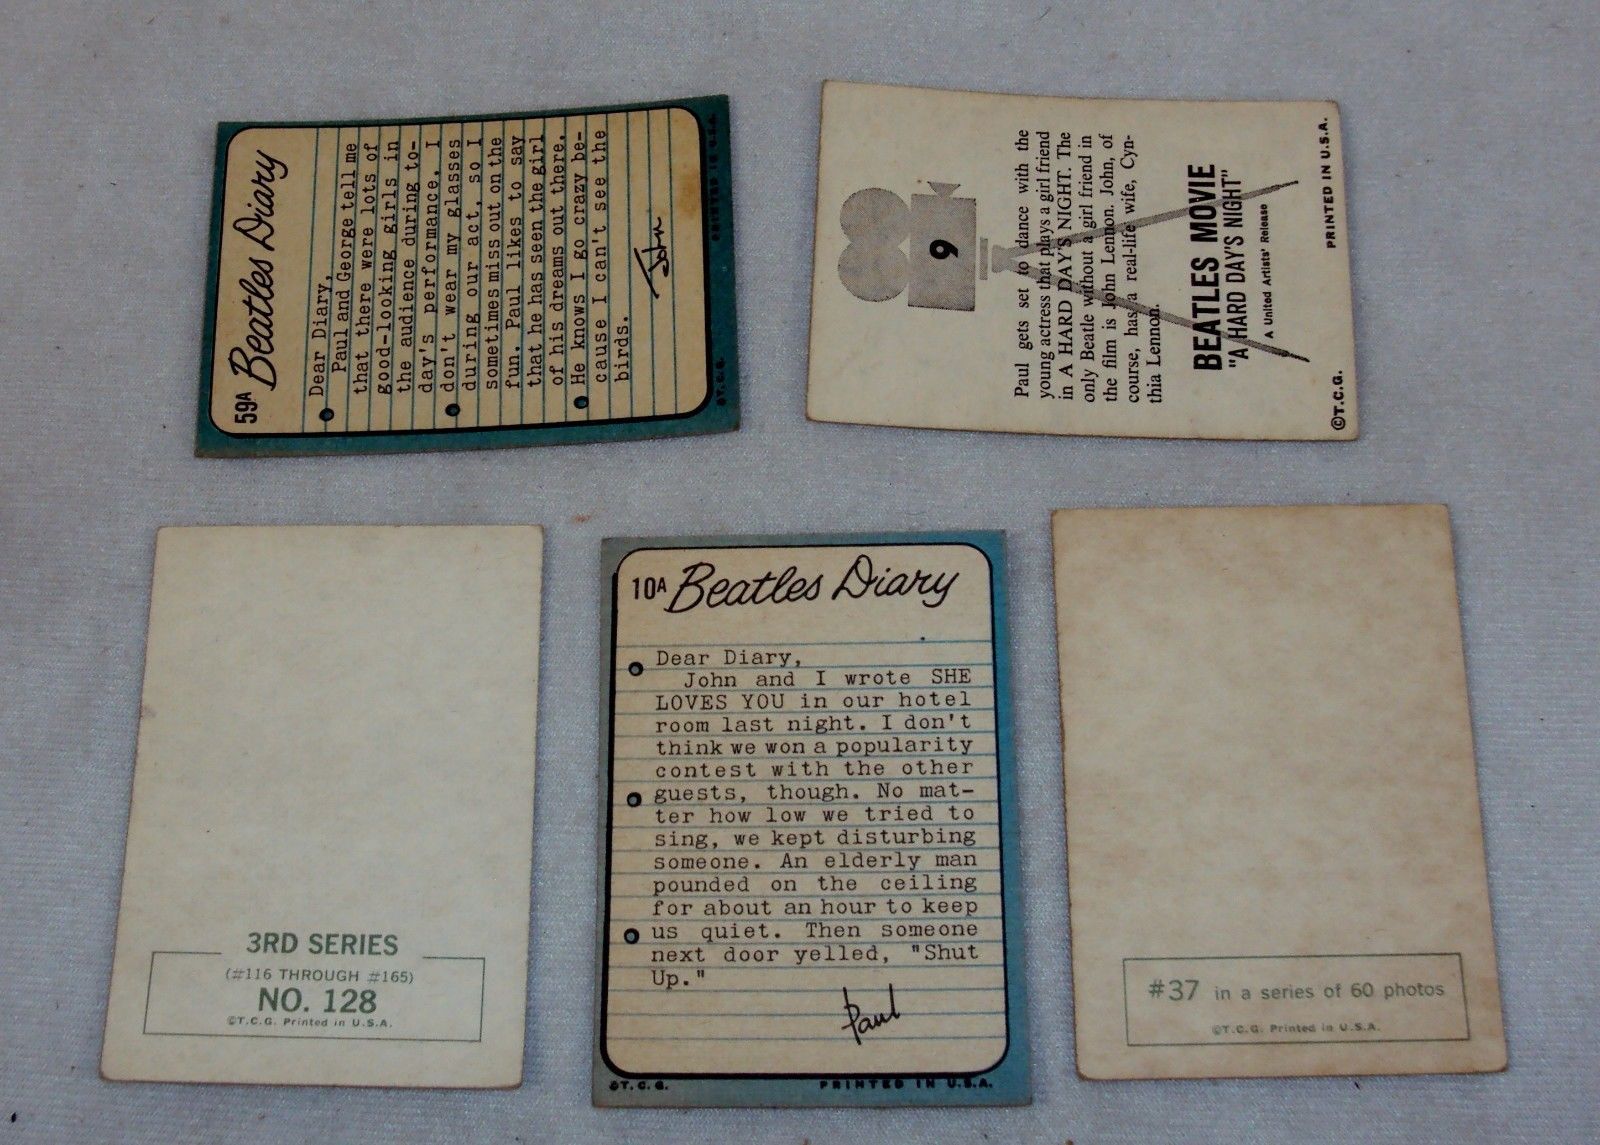 59A Beatles Diary
Dear Diary,
Paul and George tell me
that there were lots of
good-looking girls in
the audience during to-
day's performance. I
don't wear my glasses
during our act, so I
sometimes miss out on the
fun. Paul likes to say
that he has seen the girl
of his dreams out there.
He knows I go crazy be-
cause I can't see the
birds.
John
©T.C.G. PRINTED IN U.S.A.
9
Paul gets set to dance with the
young actress that plays a girl friend
in A HARD DAY'S NIGHT. The
only Beatle without a girl friend in
the film is John Lennon. John, of
course, has a real-life wife, Cyn-
thia Lennon.
BEATLES MOVIE
"A HARD DAY'S NIGHT"
A United Artists' Release
©T.C.G. PRINTED IN U.S.A.
3RD SERIES
(#116 THROUGH #165)
NO. 128
©T.C.G. Printed in U.S.A.
10A Beatles Diary
Dear Diary,
John and I wrote SHE
LOVES YOU in our hotel
room last night. I don't
think we won a popularity
contest with the other
guests, though. No mat-
ter how low we tried to
sing, we kept disturbing
someone. An elderly man
pounded on the ceiling
for about an hour to keep
us quiet. Then someone
next door yelled, "Shut
Up."
Paul
©T.C.G. PRINTED IN U.S.A.
#37 in a series of 60 photos
©T.C.G. Printed in U.S.A.